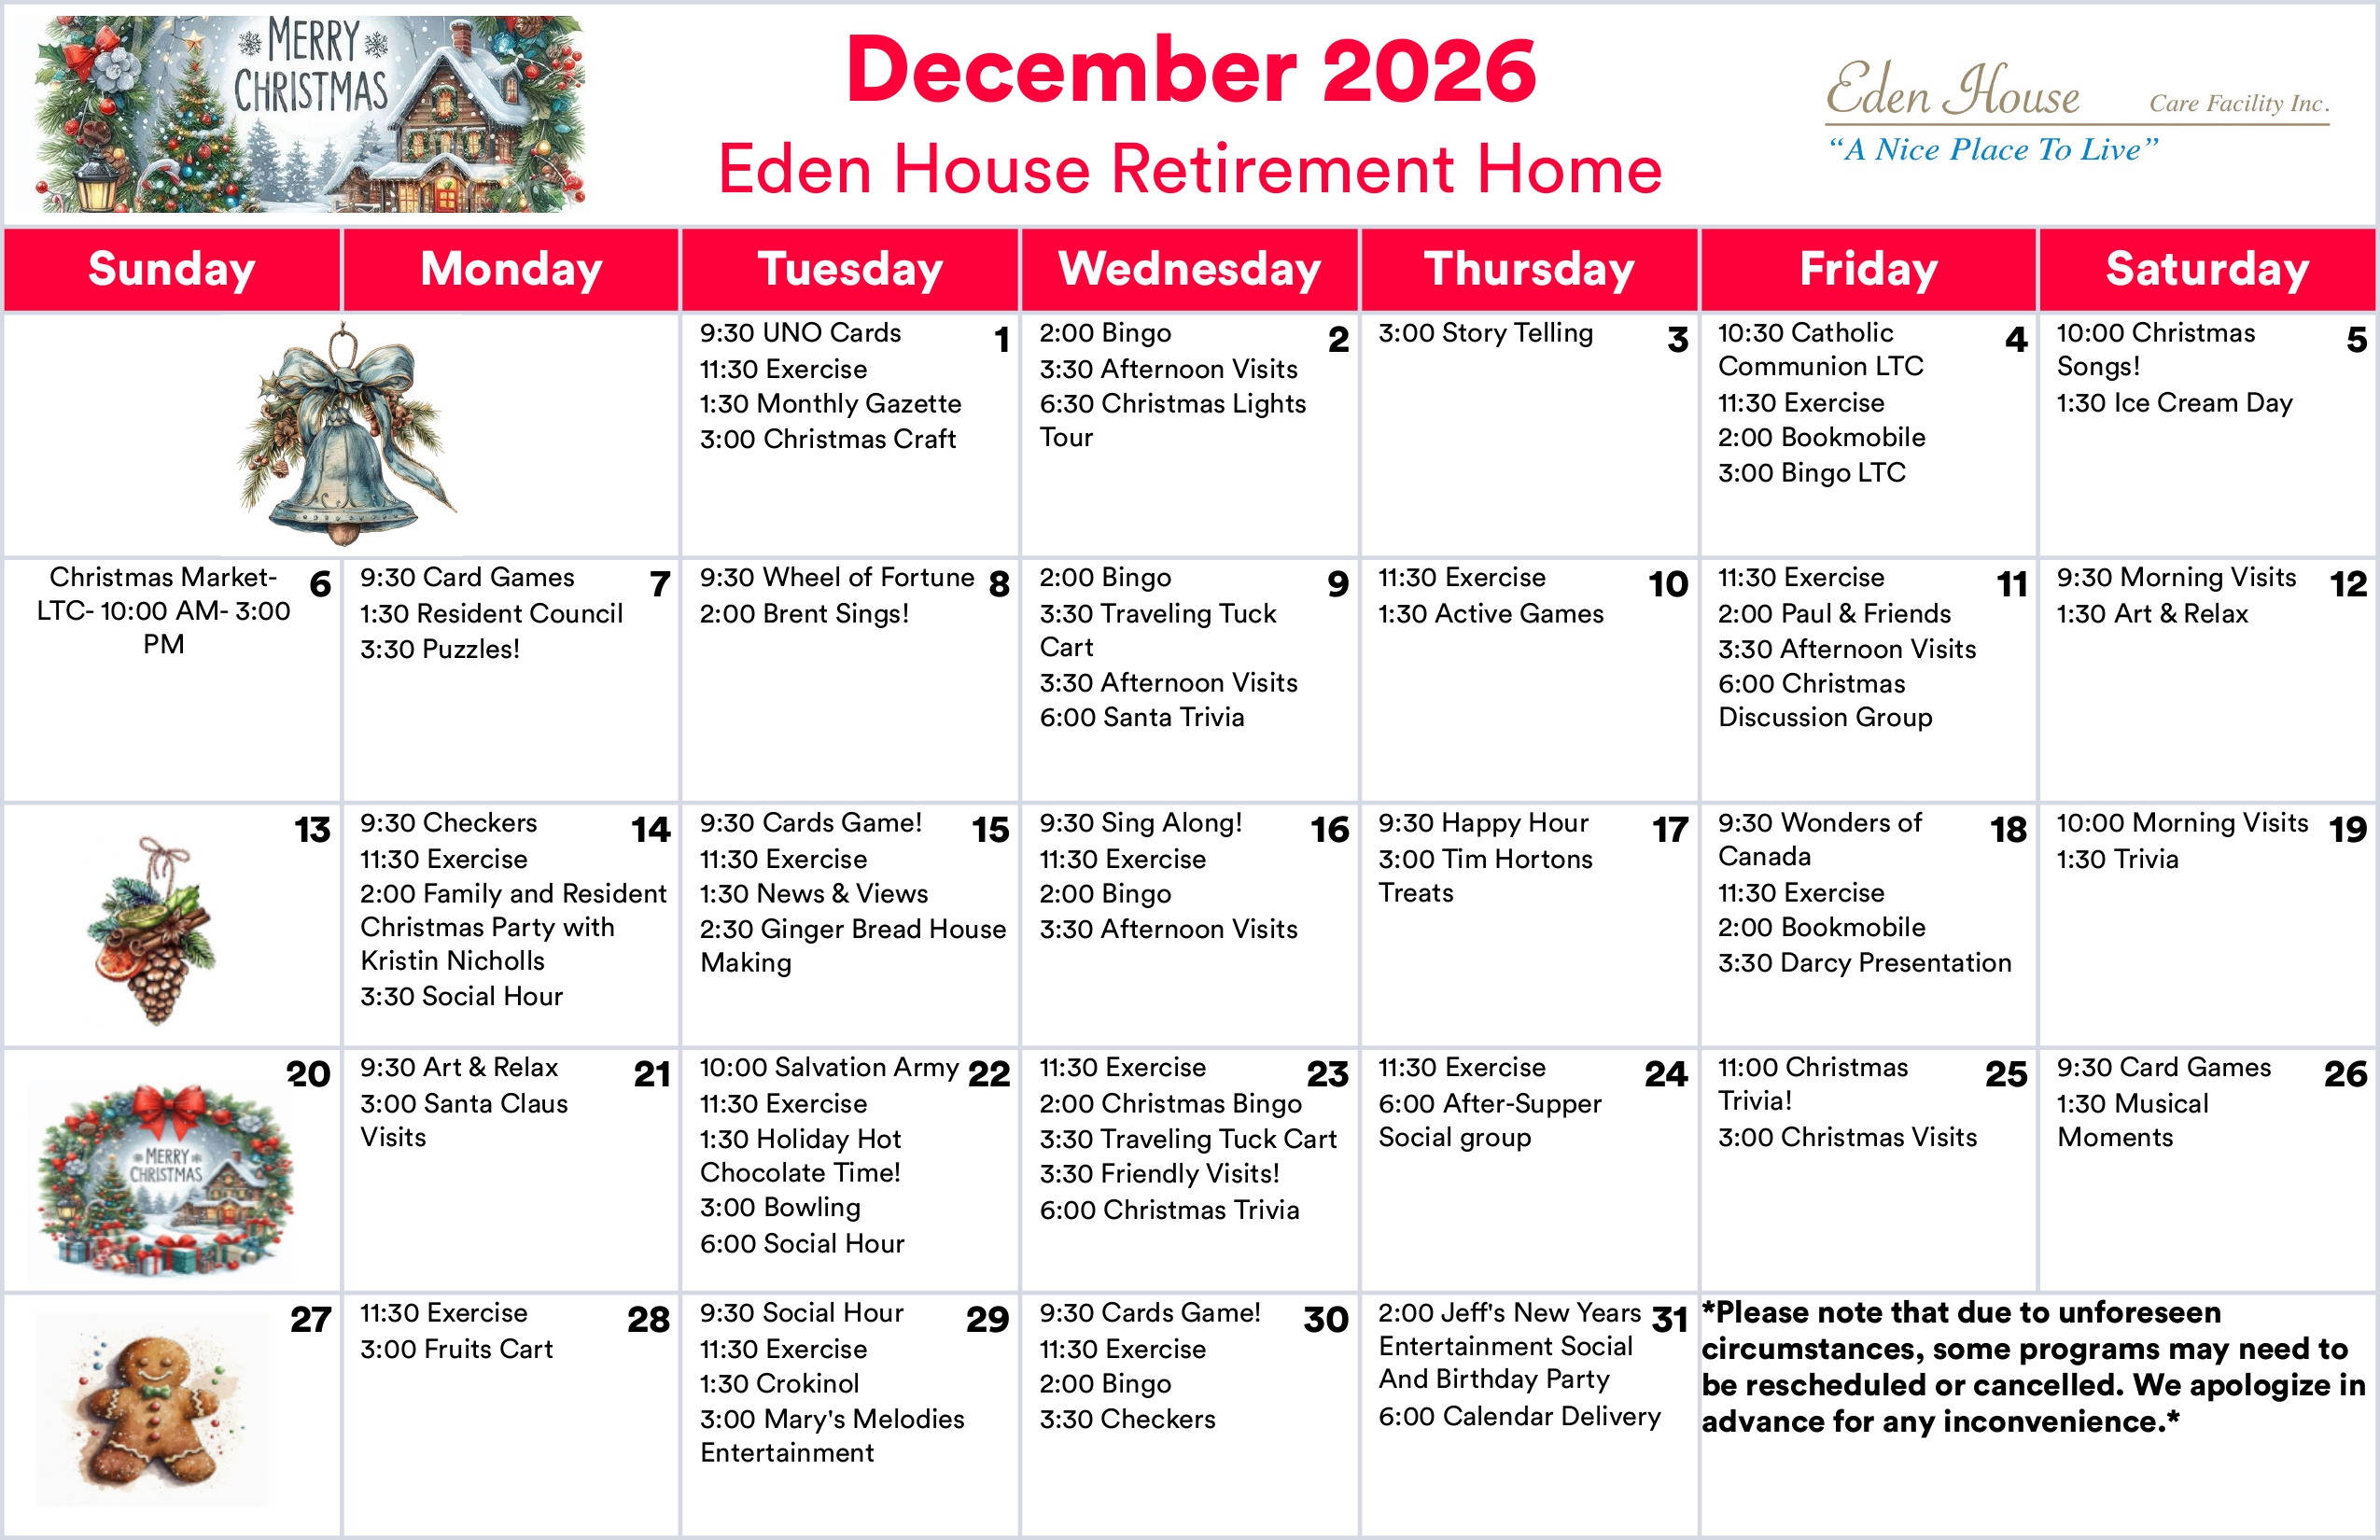 MERRY
CHRISTMAS
December 2026
Eden House Retirement Home
Eden House Care Facility Inc.
“A Nice Place To Live”
Sunday Monday Tuesday Wednesday Thursday Friday Saturday
9:30 UNO Cards
11:30 Exercise
1:30 Monthly Gazette
3:00 Christmas Craft
1
2:00 Bingo
3:30 Afternoon Visits
6:30 Christmas Lights
Tour
2
3:00 Story Telling
3
10:30 Catholic
Communion LTC
11:30 Exercise
2:00 Bookmobile
3:00 Bingo LTC
4
10:00 Christmas
Songs!
1:30 Ice Cream Day
5
Christmas Market-
LTC- 10:00 AM- 3:00
PM
6
9:30 Card Games
1:30 Resident Council
3:30 Puzzles!
7
9:30 Wheel of Fortune
2:00 Brent Sings!
8
2:00 Bingo
3:30 Traveling Tuck
Cart
3:30 Afternoon Visits
6:00 Santa Trivia
9
11:30 Exercise
1:30 Active Games
10
11:30 Exercise
2:00 Paul & Friends
3:30 Afternoon Visits
6:00 Christmas
Discussion Group
11
9:30 Morning Visits
1:30 Art & Relax
12
13
9:30 Checkers
11:30 Exercise
2:00 Family and Resident
Christmas Party with
Kristin Nicholls
3:30 Social Hour
14
9:30 Cards Game!
11:30 Exercise
1:30 News & Views
2:30 Ginger Bread House
Making
15
9:30 Sing Along!
11:30 Exercise
2:00 Bingo
3:30 Afternoon Visits
16
9:30 Happy Hour
3:00 Tim Hortons
Treats
17
9:30 Wonders of
Canada
11:30 Exercise
2:00 Bookmobile
3:30 Darcy Presentation
18
10:00 Morning Visits
1:30 Trivia
19
20
MERRY
CHRISTMAS
9:30 Art & Relax
3:00 Santa Claus
Visits
21
10:00 Salvation Army
11:30 Exercise
1:30 Holiday Hot
Chocolate Time!
3:00 Bowling
6:00 Social Hour
22
11:30 Exercise
2:00 Christmas Bingo
3:30 Traveling Tuck Cart
3:30 Friendly Visits!
6:00 Christmas Trivia
23
11:30 Exercise
6:00 After-Supper
Social group
24
11:00 Christmas
Trivia!
3:00 Christmas Visits
25
9:30 Card Games
1:30 Musical
Moments
26
27
11:30 Exercise
3:00 Fruits Cart
28
9:30 Social Hour
11:30 Exercise
1:30 Crokinol
3:00 Mary's Melodies
Entertainment
29
9:30 Cards Game!
11:30 Exercise
2:00 Bingo
3:30 Checkers
30
2:00 Jeff's New Years
Entertainment Social
And Birthday Party
6:00 Calendar Delivery
31
*Please note that due to unforeseen
circumstances, some programs may need to
be rescheduled or cancelled. We apologize in
advance for any inconvenience.*